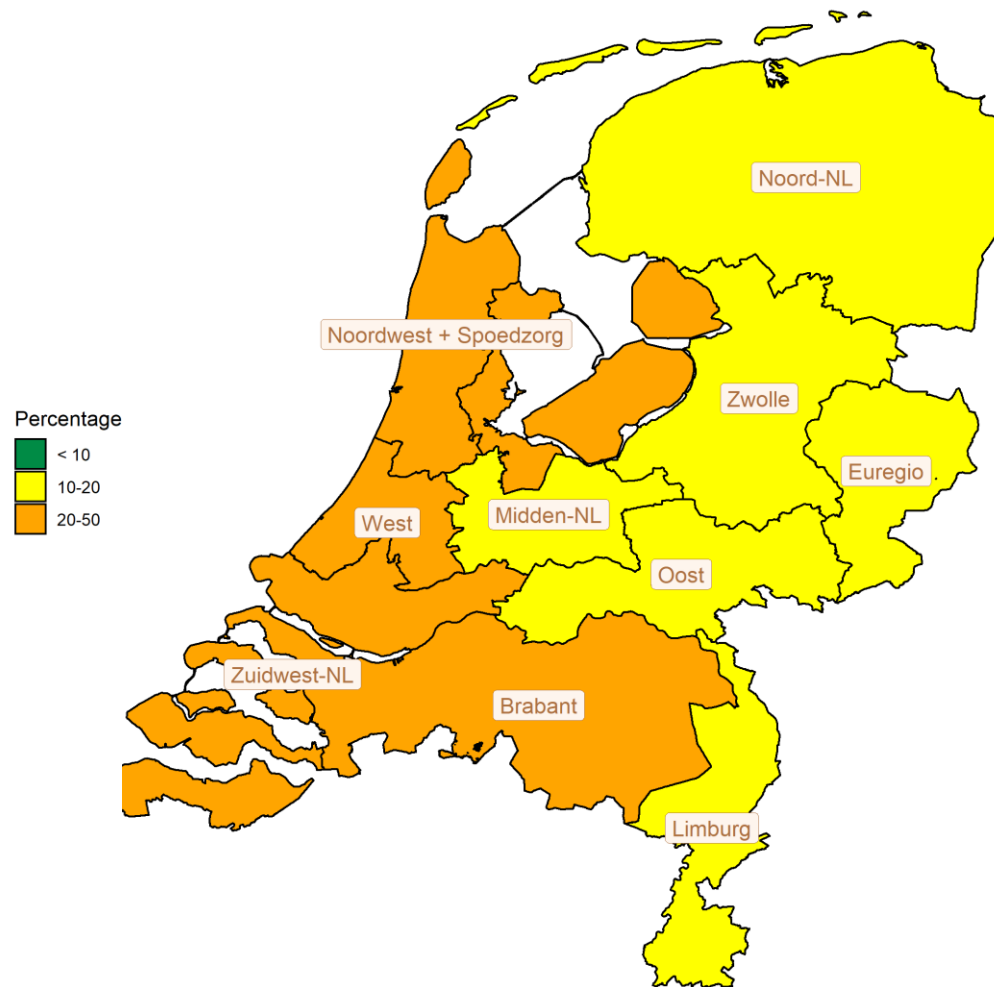 Noord-NL
Noordwest + Spoedzorg
Zwolle
Percentage
< 10
10-20
20-50
Euregio
West
Midden-NL
Oost
Zuidwest-NL
Brabant
Limburg